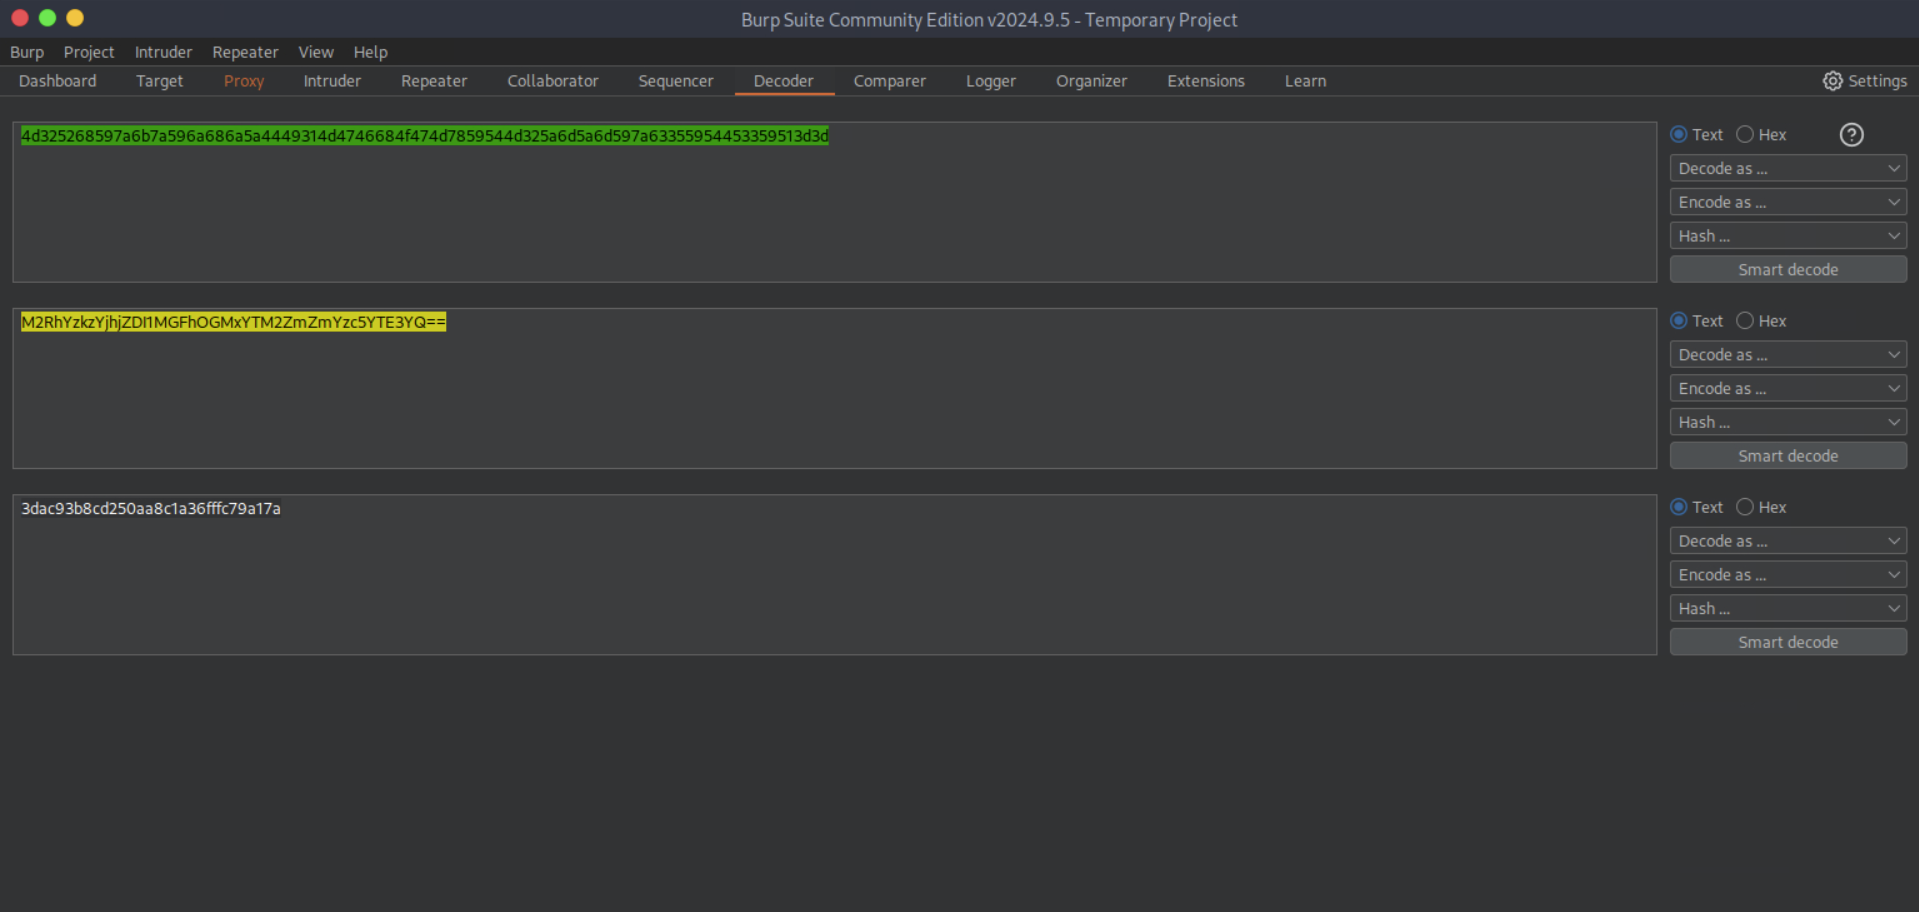 Burp Suite Community Edition v2024.9.5 - Temporary Project
Burp Project Intruder Repeater View Help
Dashboard Target Proxy Intruder Repeater Collaborator Sequencer Decoder Comparer Logger Organizer Extensions Learn Settings
4d325268597a6b7a596a686a5a4449314d4746684f474d7859544d325a6d5a6d597a63355954453359513d3d
Text Hex ?
Decode as ...
Encode as ...
Hash ...
Smart decode
M2RhYzkzYjhjZDI1MGFhOGMxYTM2ZmZmYzc5YTE3YQ==
Text Hex
Decode as ...
Encode as ...
Hash ...
Smart decode
3dac93b8cd250aa8c1a36fffc79a17a
Text Hex
Decode as ...
Encode as ...
Hash ...
Smart decode